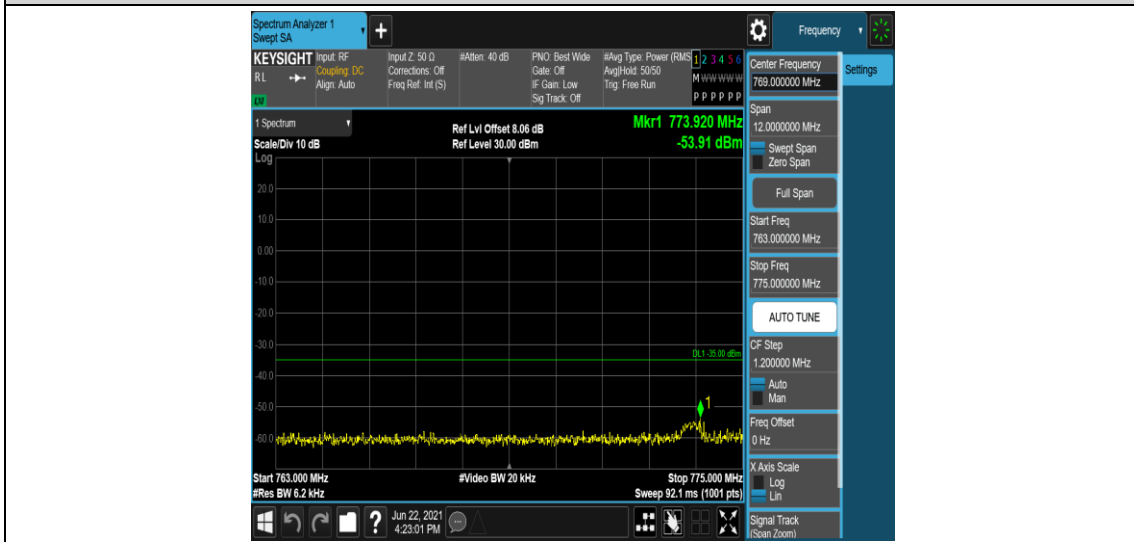 Spectrum Analyzer 1
Swept SA
+
Frequency
KEYSIGHT
RL
Input: RF
Coupling: DC
Align: Auto
Input Z: 50 Ω
Corrections: Off
Freq Ref: Int (S)
#Atten: 40 dB
PNO: Best Wide
Gate: Off
IF Gain: Low
Sig Track: Off
#Avg Type: Power (RMS
Avg|Hold: 50/50
Trig: Free Run
1 2 3 4 5 6
M W W W W W
P P P P P P
1 Spectrum
Scale/Div 10 dB
Ref Lvl Offset 8.06 dB
Ref Level 30.00 dBm
Mkr1 773.920 MHz
-53.91 dBm
Log
20.0
10.0
0.00
-10.0
-20.0
-30.0
-40.0
-50.0
-60.0
DL1 -35.00 dBm
1
Start 763.000 MHz
#Res BW 6.2 kHz
#Video BW 20 kHz
Stop 775.000 MHz
Sweep 92.1 ms (1001 pts)
Center Frequency
769.000000 MHz
Settings
Span
12.0000000 MHz
Swept Span
Zero Span
Full Span
Start Freq
763.000000 MHz
Stop Freq
775.000000 MHz
AUTO TUNE
CF Step
1.200000 MHz
Auto
Man
Freq Offset
0 Hz
X Axis Scale
Log
Lin
Signal Track
(Span Zoom)
?
Jun 22, 2021
4:23:01 PM